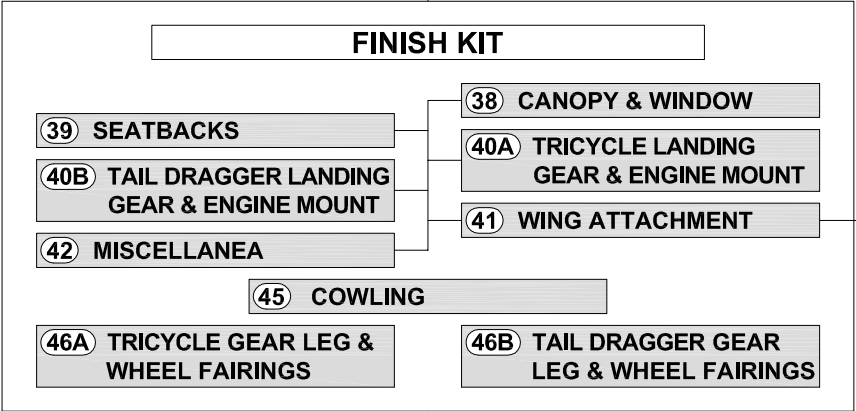 FINISH KIT
38 CANOPY & WINDOW
39 SEATBACKS
40A TRICYCLE LANDING
GEAR & ENGINE MOUNT
40B TAIL DRAGGER LANDING
GEAR & ENGINE MOUNT
41 WING ATTACHMENT
42 MISCELLANEA
45 COWLING
46A TRICYCLE GEAR LEG &
WHEEL FAIRINGS
46B TAIL DRAGGER GEAR
LEG & WHEEL FAIRINGS